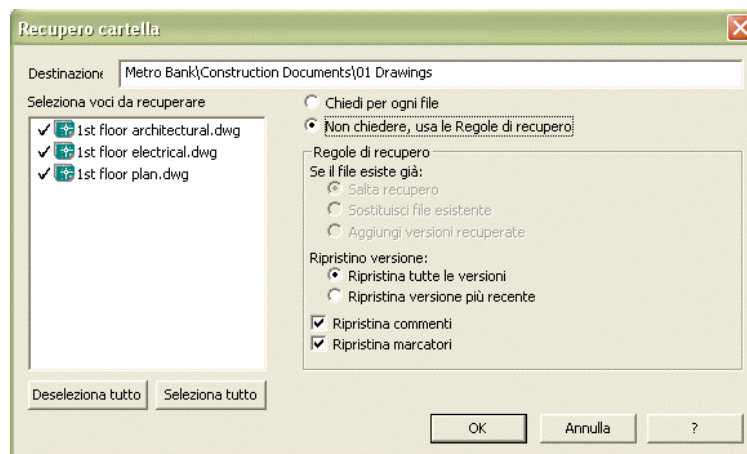 Recupero cartella
Destinazione
Metro Bank\Construction Documents\01 Drawings
Seleziona voci da recuperare
1st floor architectural.dwg
1st floor electrical.dwg
1st floor plan.dwg
Deseleziona tutto
Seleziona tutto
Chiedi per ogni file
Non chiedere, usa le Regole di recupero
Regole di recupero
Se il file esiste già:
Salta recupero
Sostituisci file esistente
Aggiungi versioni recuperate
Ripristino versione:
Ripristina tutte le versioni
Ripristina versione più recente
Ripristina commenti
Ripristina marcatori
OK
Annulla
?